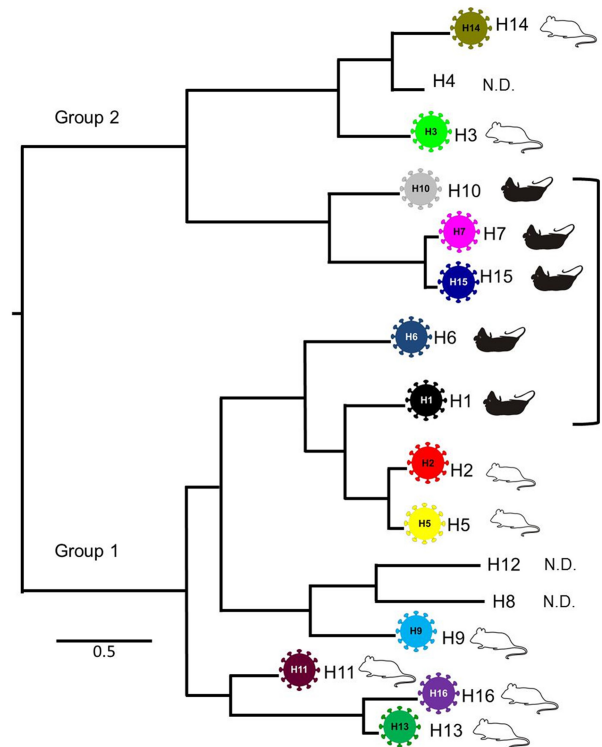 H14 H14
H4 N.D.
Group 2
H3 H3
H10 H10
H7 H7
H15 H15
H6 H6
H1 H1
H2 H2
H5 H5
Group 1
H12 N.D.
H8 N.D.
0.5
H9 H9
H11 H11
H16 H16
H13 H13